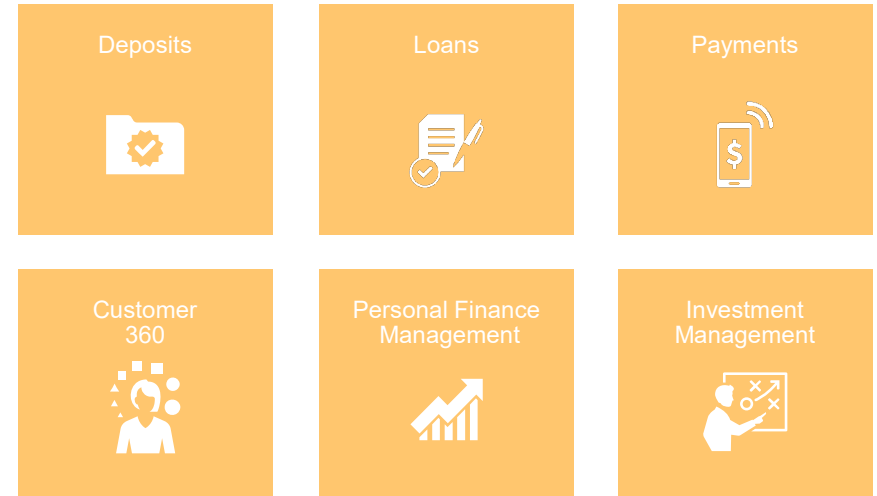 Deposits
Loans
Payments
Customer
360
Personal Finance
Management
Investment
Management
$